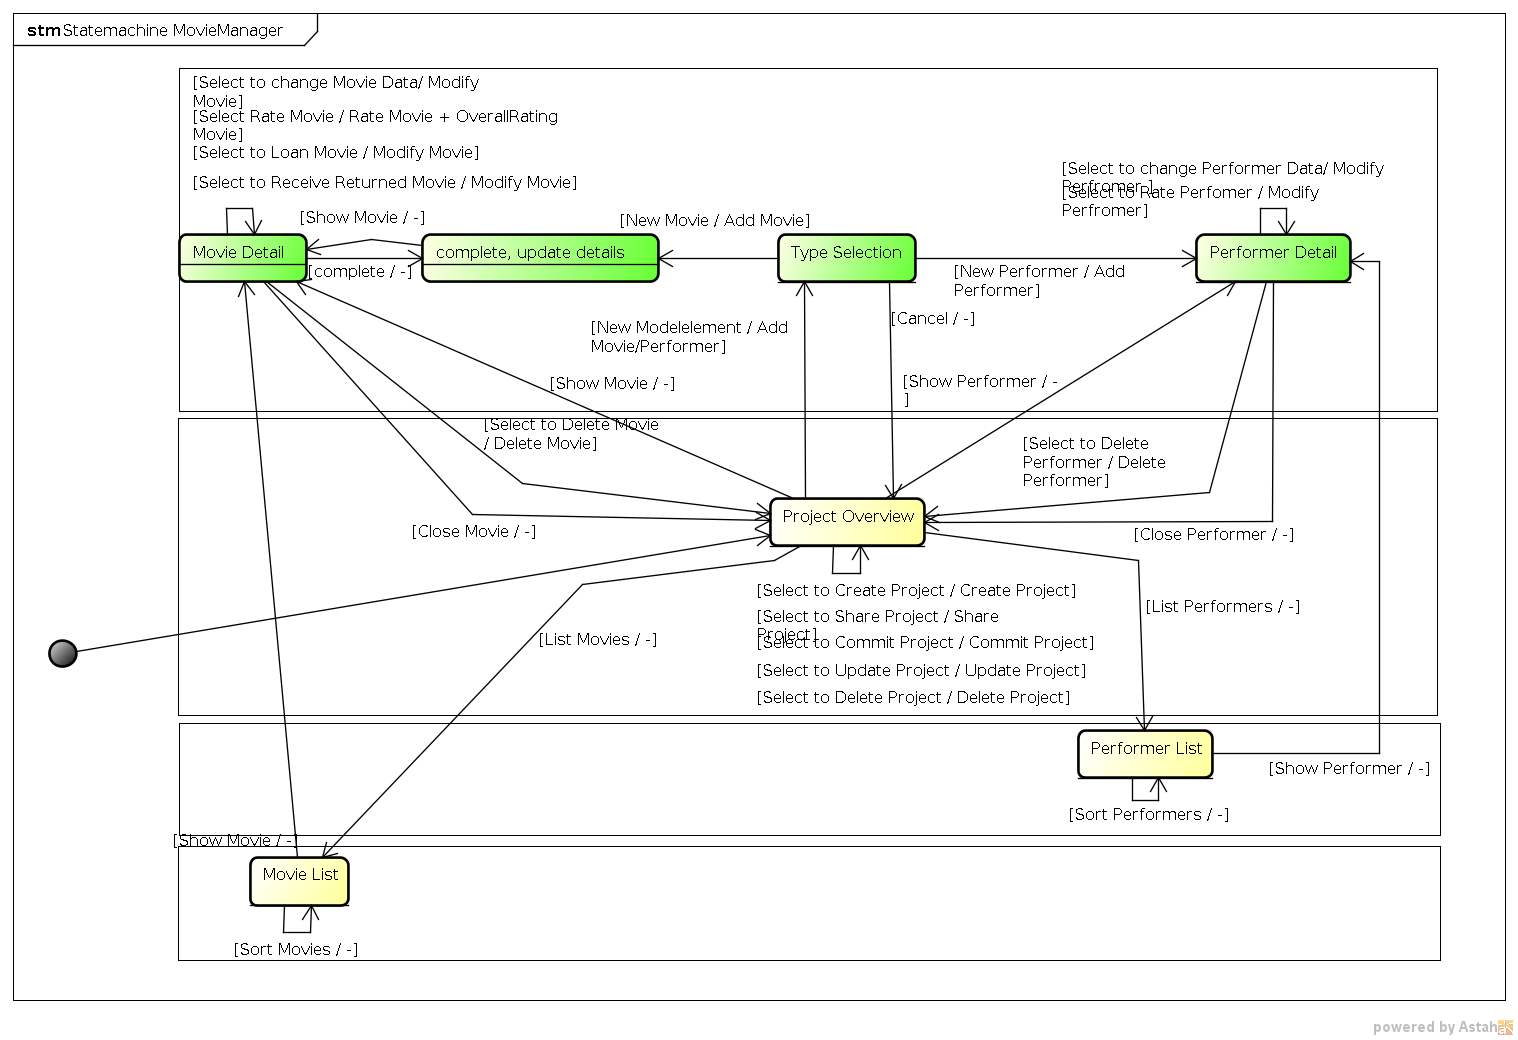 stm Statemachine MovieManager
[Select to change Movie Data/ Modify
Movie]
[Select Rate Movie / Rate Movie + OverallRating
Movie]
[Select to Loan Movie / Modify Movie]
[Select to Receive Returned Movie / Modify Movie]
[Select to change Performer Data/ Modify
Perfromer ]
[Select to Rate Perfomer / Modify
Perfromer]
[Show Movie / -]
[New Movie / Add Movie]
Movie Detail
complete, update details
Type Selection
Performer Detail
[complete / -]
[New Performer / Add
Performer]
[Cancel / -]
[New Modelelement / Add
Movie/Performer]
[Show Movie / -]
[Show Performer / -
]
[Select to Delete Movie
/ Delete Movie]
[Select to Delete
Performer / Delete
Performer]
Project Overview
[Close Movie / -]
[Close Performer / -]
[Select to Create Project / Create Project]
[Select to Share Project / Share
Project]
[Select to Commit Project / Commit Project]
[Select to Update Project / Update Project]
[Select to Delete Project / Delete Project]
[List Performers / -]
[List Movies / -]
Performer List
[Show Performer / -]
[Sort Performers / -]
[Show Movie / -]
Movie List
[Sort Movies / -]
powered by Astah